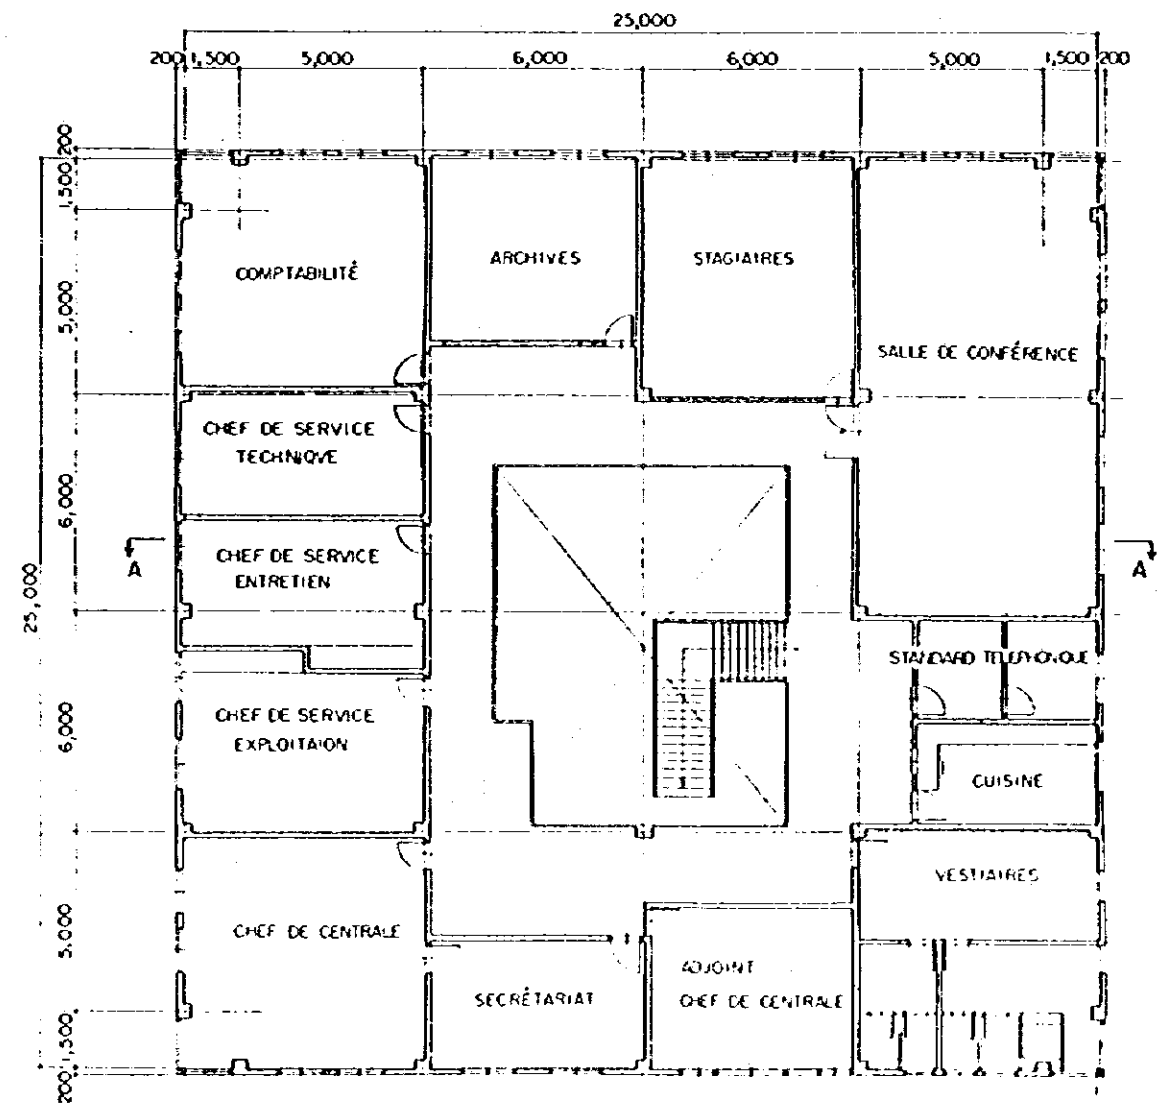 25,000
200 1,500 5,000 6,000 6,000 5,000 1,500 200
200
1,500
5,000
6,000
25,000
6,000
5,000
1,500
200
COMPTABILITÉ
ARCHIVES
STAGIAIRES
SALLE DE CONFÉRENCE
CHEF DE SERVICE
TECHNIQUE
CHEF DE SERVICE
ENTRETIEN
A
A
STANDARD TELEPHONQUE
CHEF DE SERVICE
EXPLOITAION
CUISINE
VESTIAIRES
CHEF DE CENTRALE
SECRÉTARIAT
ADJOINT
CHEF DE CENTRALE